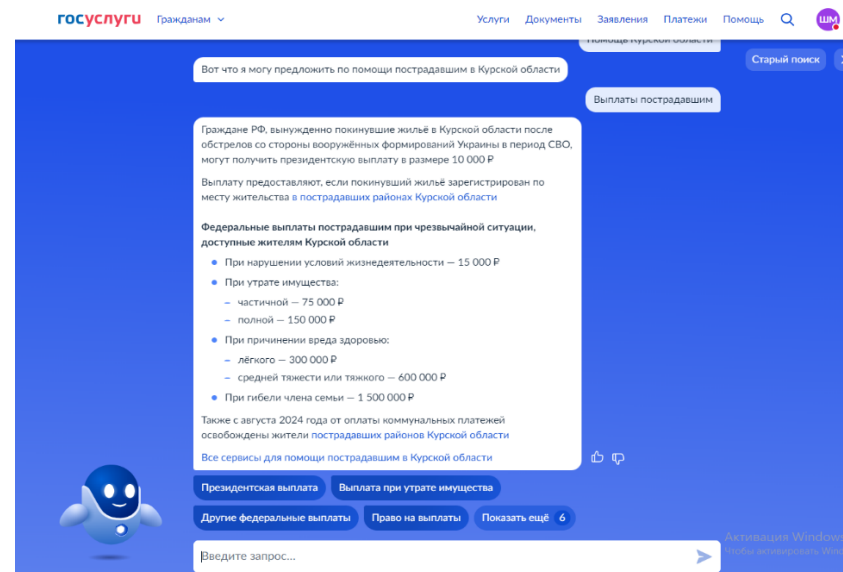 госуслуги Гражданам Услуги Документы Заявления Платежи Помощь ШМ
Помощь Курской области
Старый поиск
Вот что я могу предложить по помощи пострадавшим в Курской области
Выплаты пострадавшим
Граждане РФ, вынужденно покинувшие жильё в Курской области после
обстрелов со стороны вооружённых формирований Украины в период СВО,
могут получить президентскую выплату в размере 10 000 ₽
Выплату предоставляют, если покинувший жильё зарегистрирован по
месту жительства в пострадавших районах Курской области
Федеральные выплаты пострадавшим при чрезвычайной ситуации,
доступные жителям Курской области
При нарушении условий жизнедеятельности — 15 000 ₽
При утрате имущества:
– частичной — 75 000 ₽
– полной — 150 000 ₽
При причинении вреда здоровью:
– лёгкого — 300 000 ₽
– средней тяжести или тяжкого — 600 000 ₽
При гибели члена семьи — 1 500 000 ₽
Также с августа 2024 года от оплаты коммунальных платежей
освобождены жители пострадавших районов Курской области
Все сервисы для помощи пострадавшим в Курской области
Президентская выплата Выплата при утрате имущества
Другие федеральные выплаты Право на выплаты Показать ещё 6
Введите запрос...
Активация Windows
Чтобы активировать Wind